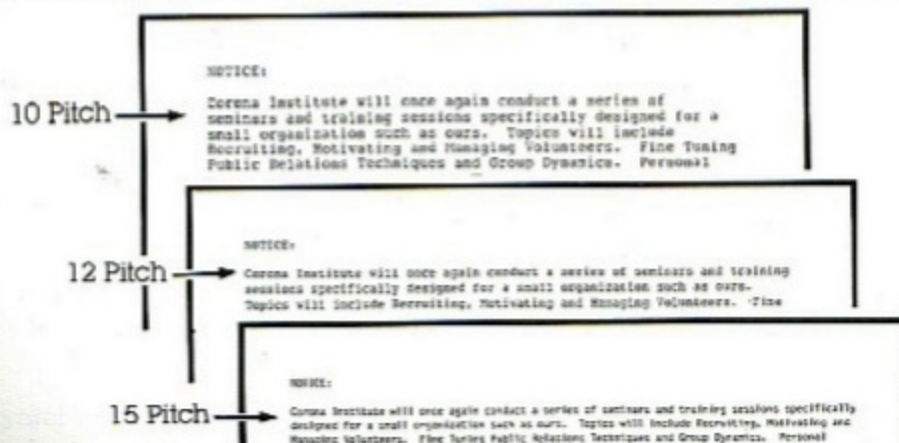 NOTICE:
10 Pitch
Corona Institute will once again conduct a series of
seminars and training sessions specifically designed for a
small organization such as ours. Topics will include
Recruiting, Motivating and Managing Volunteers. Fine Tuning
Public Relations Techniques and Group Dynamics. Personal
NOTICE:
12 Pitch
Corona Institute will once again conduct a series of seminars and training
sessions specifically designed for a small organization such as ours.
Topics will include Recruiting, Motivating and Managing Volunteers. Fine
NOTICE:
15 Pitch
Corona Institute will once again conduct a series of seminars and training sessions specifically
designed for a small organization such as ours. Topics will include Recruiting, Motivating and
Managing Volunteers. Fine Tuning Public Relations Techniques and Group Dynamics. Personal